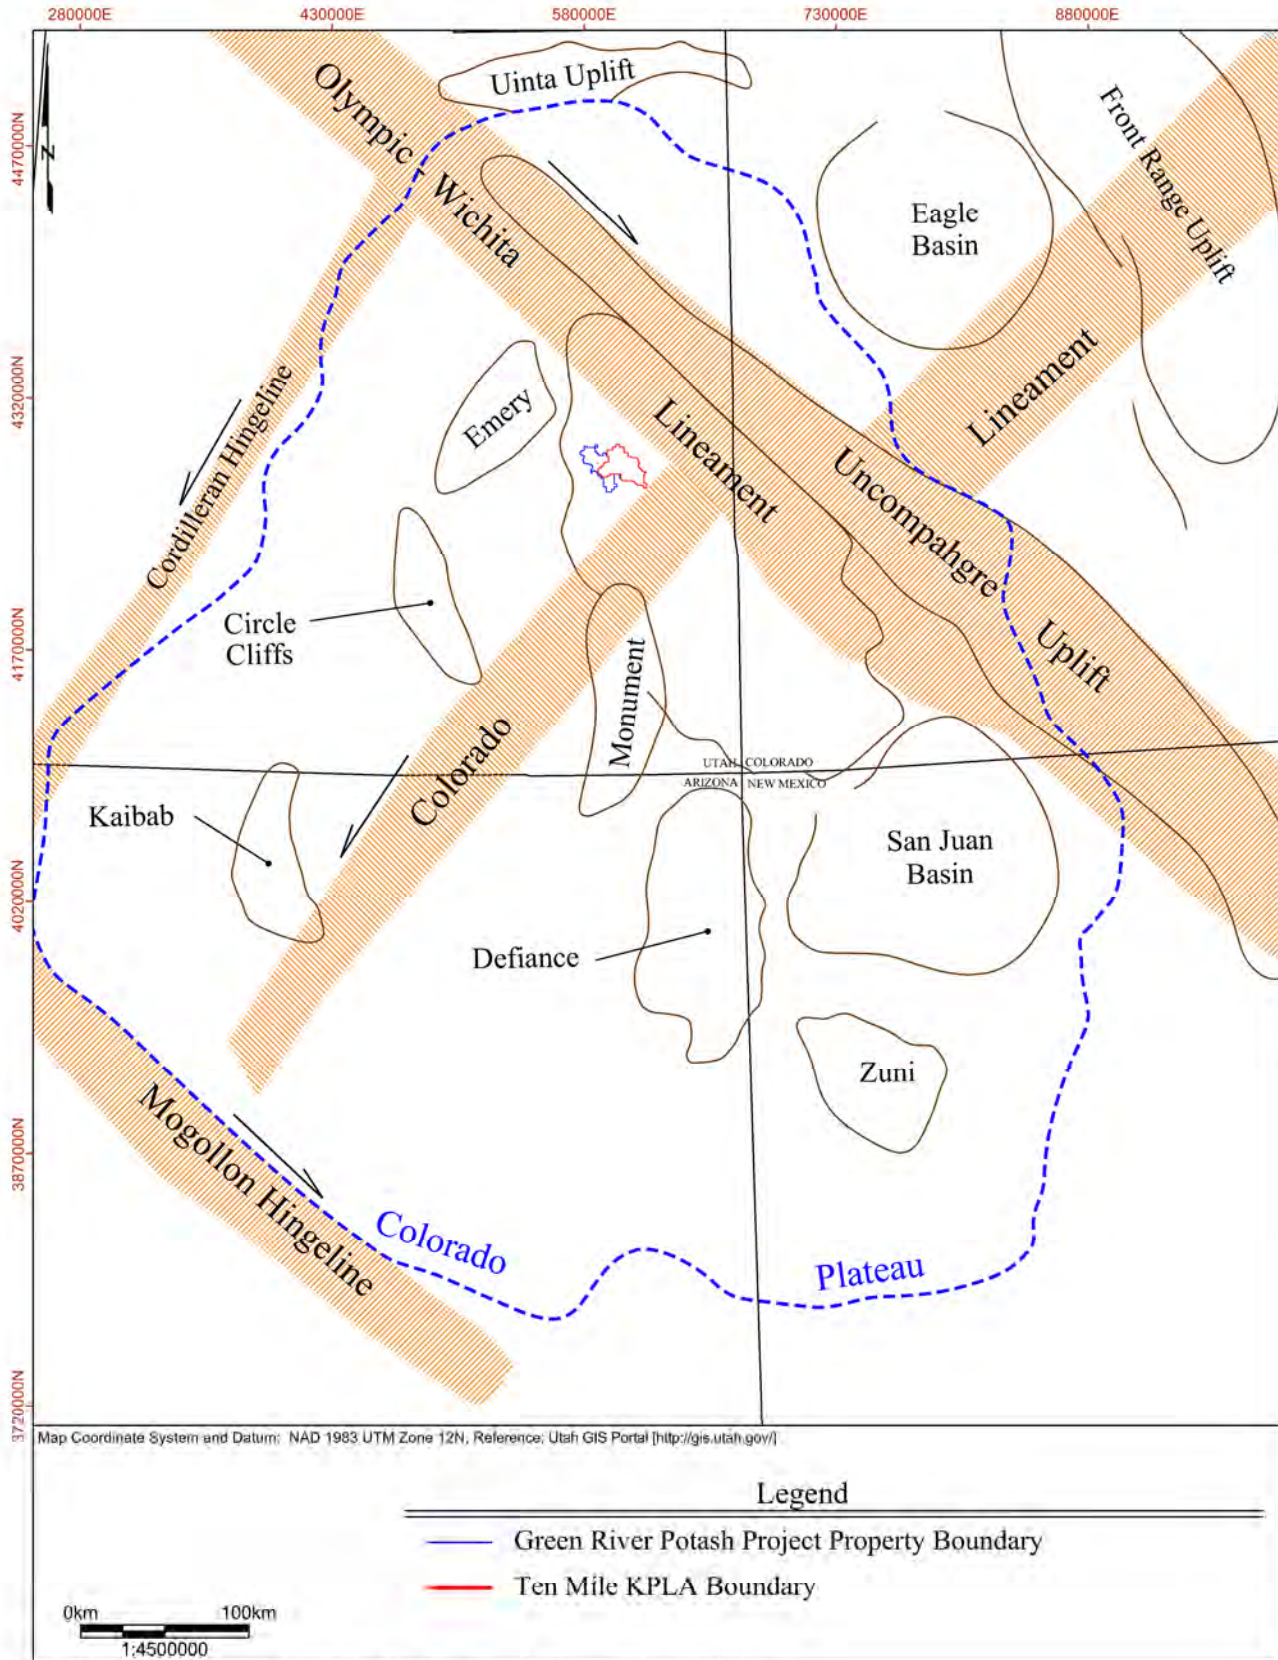 280000E 430000E 580000E 730000E 880000E
4470000N
4320000N
4170000N
4020000N
3870000N
3720000N
N
Uinta Uplift
Olympic - Wichita
Lineament
Front Range Uplift
Eagle
Basin
Lineament
Emery
Cordilleran Hingeline
Uncompahgre
Uplift
Circle
Cliffs
Monument
Colorado
UTAH COLORADO
ARIZONA NEW MEXICO
Kaibab
San Juan
Basin
Defiance
Zuni
Mogollon Hingeline
Colorado
Plateau
Map Coordinate System and Datum: NAD 1983 UTM Zone 12N, Reference: Utah GIS Portal [http://gis.utah.gov/]
Legend
Green River Potash Project Property Boundary
Ten Mile KPLA Boundary
0km 100km
1:4500000